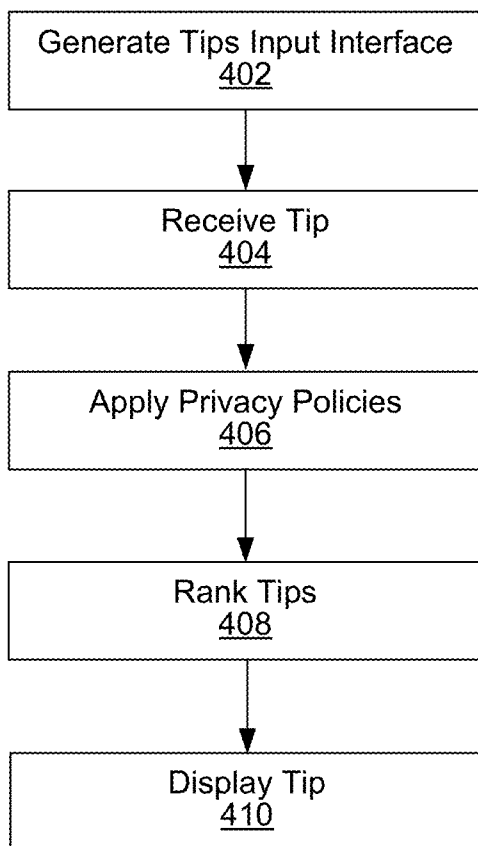 Generate Tips Input Interface
402
Receive Tip
404
Apply Privacy Policies
406
Rank Tips
408
Display Tip
410